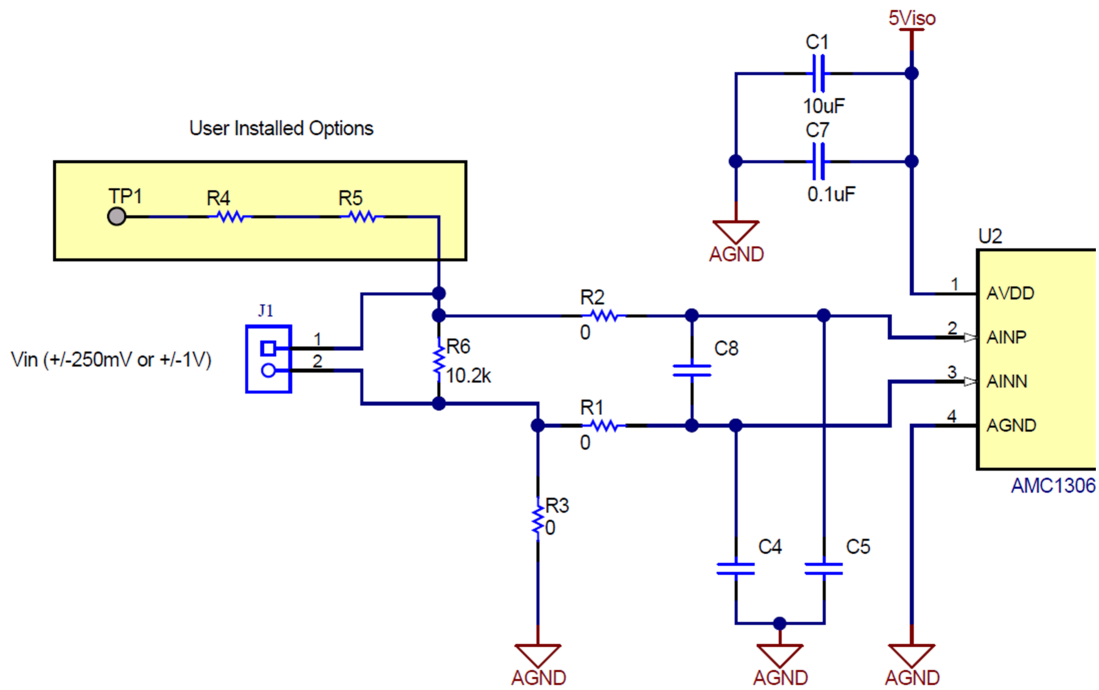 5Viso
C1
10uF
C7
0.1uF
AGND
User Installed Options
TP1
R4
R5
J1
1
2
Vin (+/-250mV or +/-1V)
R6
10.2k
R2
0
C8
R1
0
R3
0
C4
C5
AGND
AGND
AGND
U2
1
AVDD
2
AINP
3
AINN
4
AGND
AMC1306